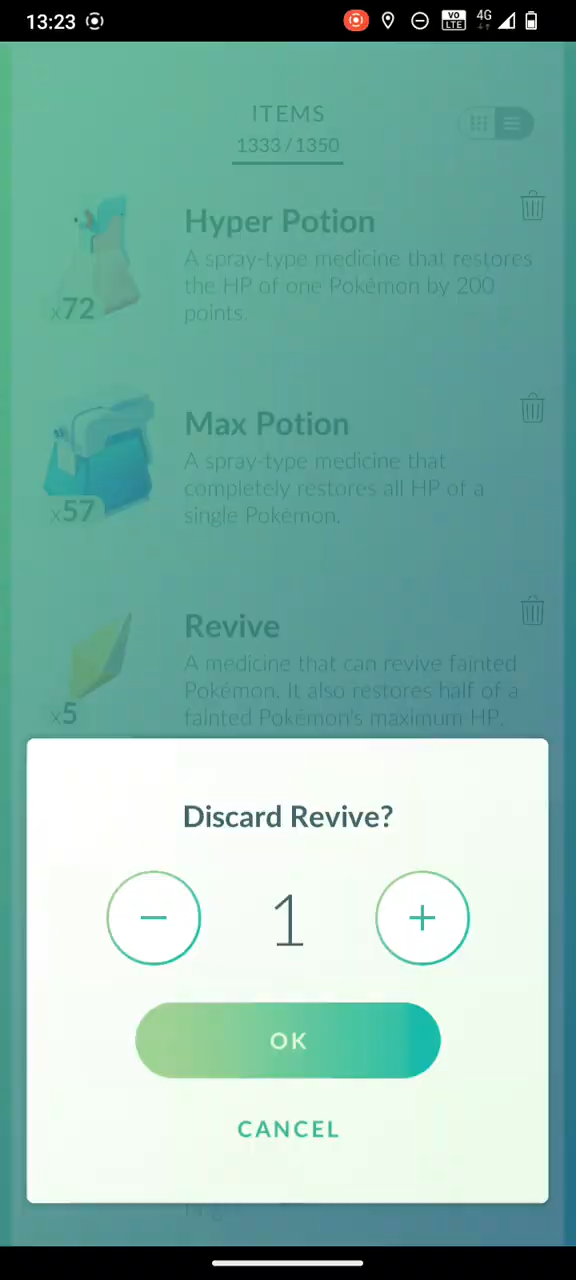 13:23
VO
LTE
4G
ITEMS
1333 / 1350
Hyper Potion
A spray-type medicine that restores
the HP of one Pokémon by 200
points.
x72
Max Potion
A spray-type medicine that
completely restores all HP of a
single Pokémon.
x57
Revive
A medicine that can revive fainted
Pokémon. It also restores half of a
fainted Pokémon's maximum HP.
x5
Discard Revive?
1
OK
CANCEL